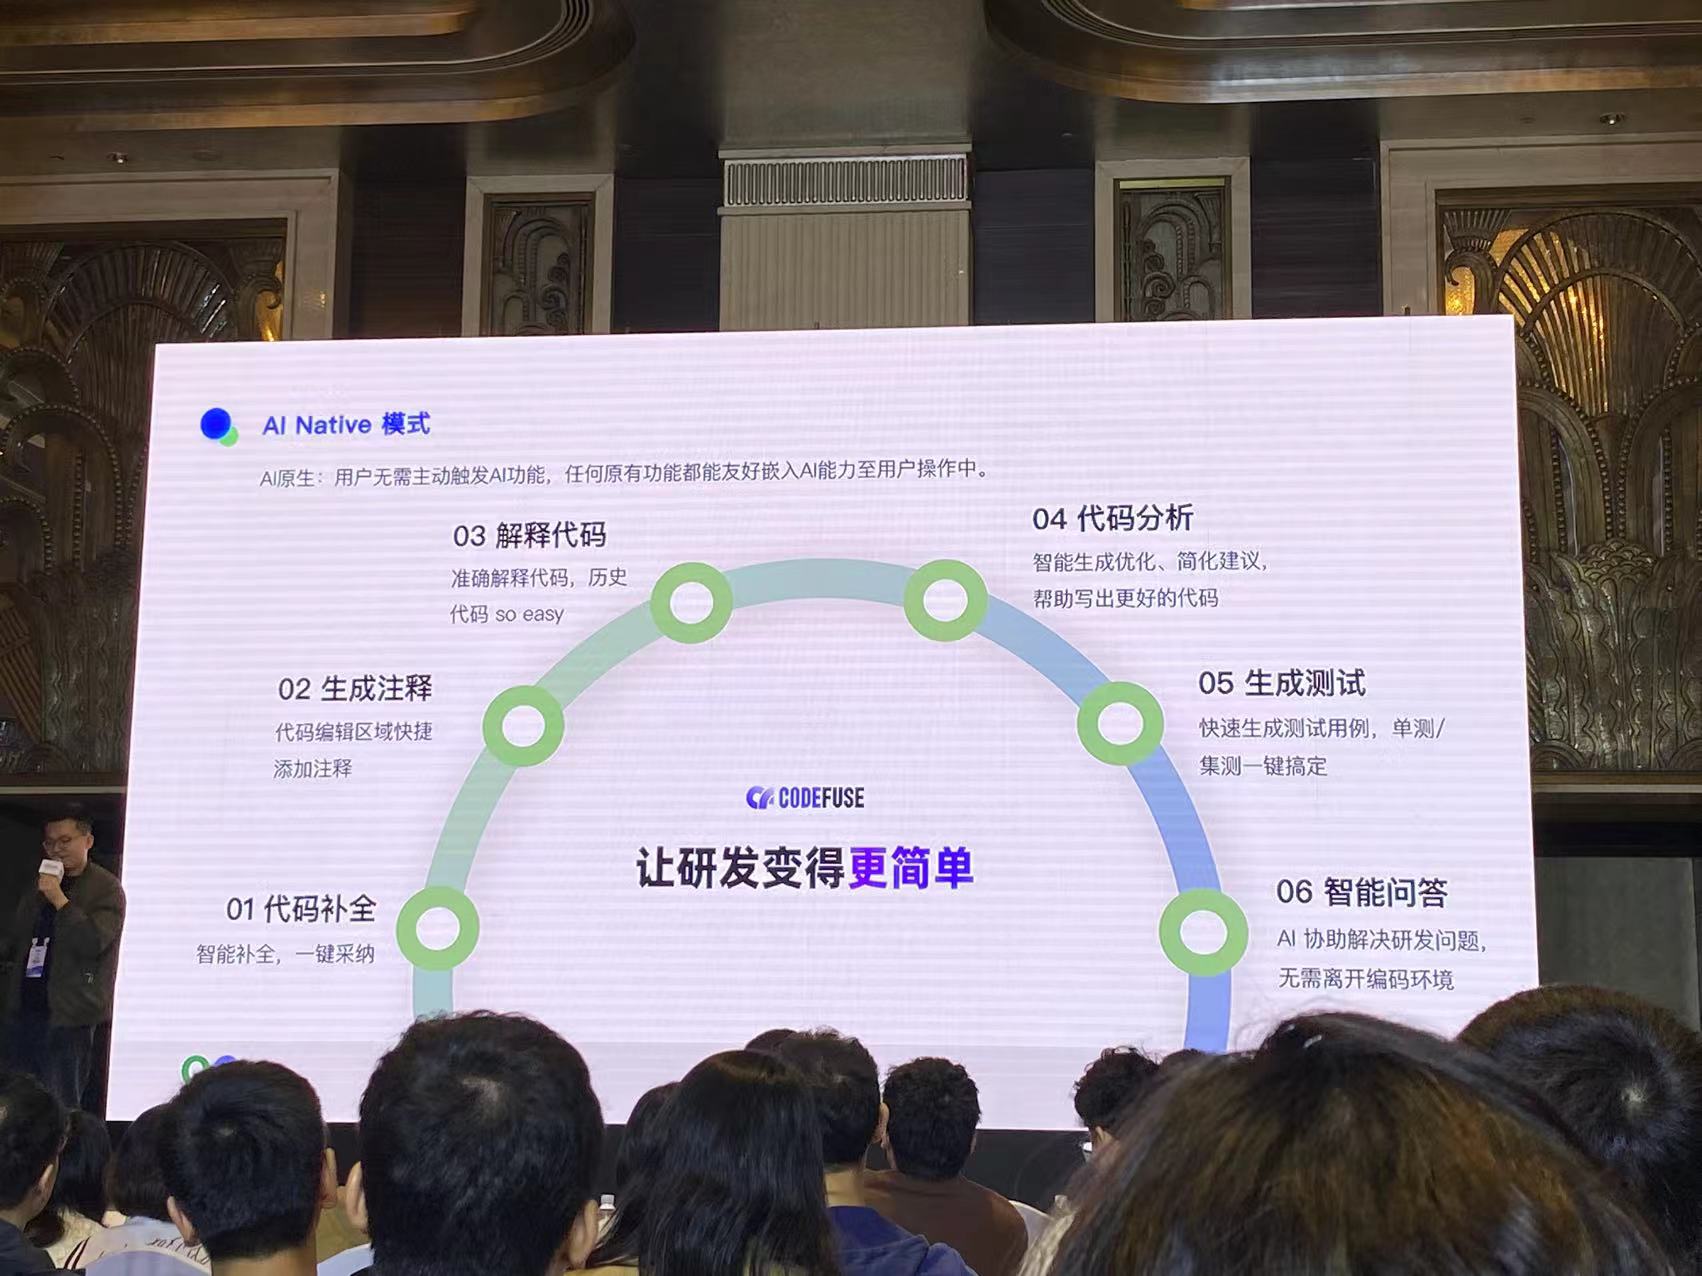 AI Native 模式
AI原生：用户无需主动触发AI功能，任何原有功能都能友好嵌入AI能力至用户操作中。
01 代码补全
智能补全，一键采纳
02 生成注释
代码编辑区域快捷
添加注释
03 解释代码
准确解释代码，历史
代码 so easy
04 代码分析
智能生成优化、简化建议，
帮助写出更好的代码
05 生成测试
快速生成测试用例，单测/
集测一键搞定
06 智能问答
AI 协助解决研发问题，
无需离开编码环境
CODEFUSE
让研发变得更简单